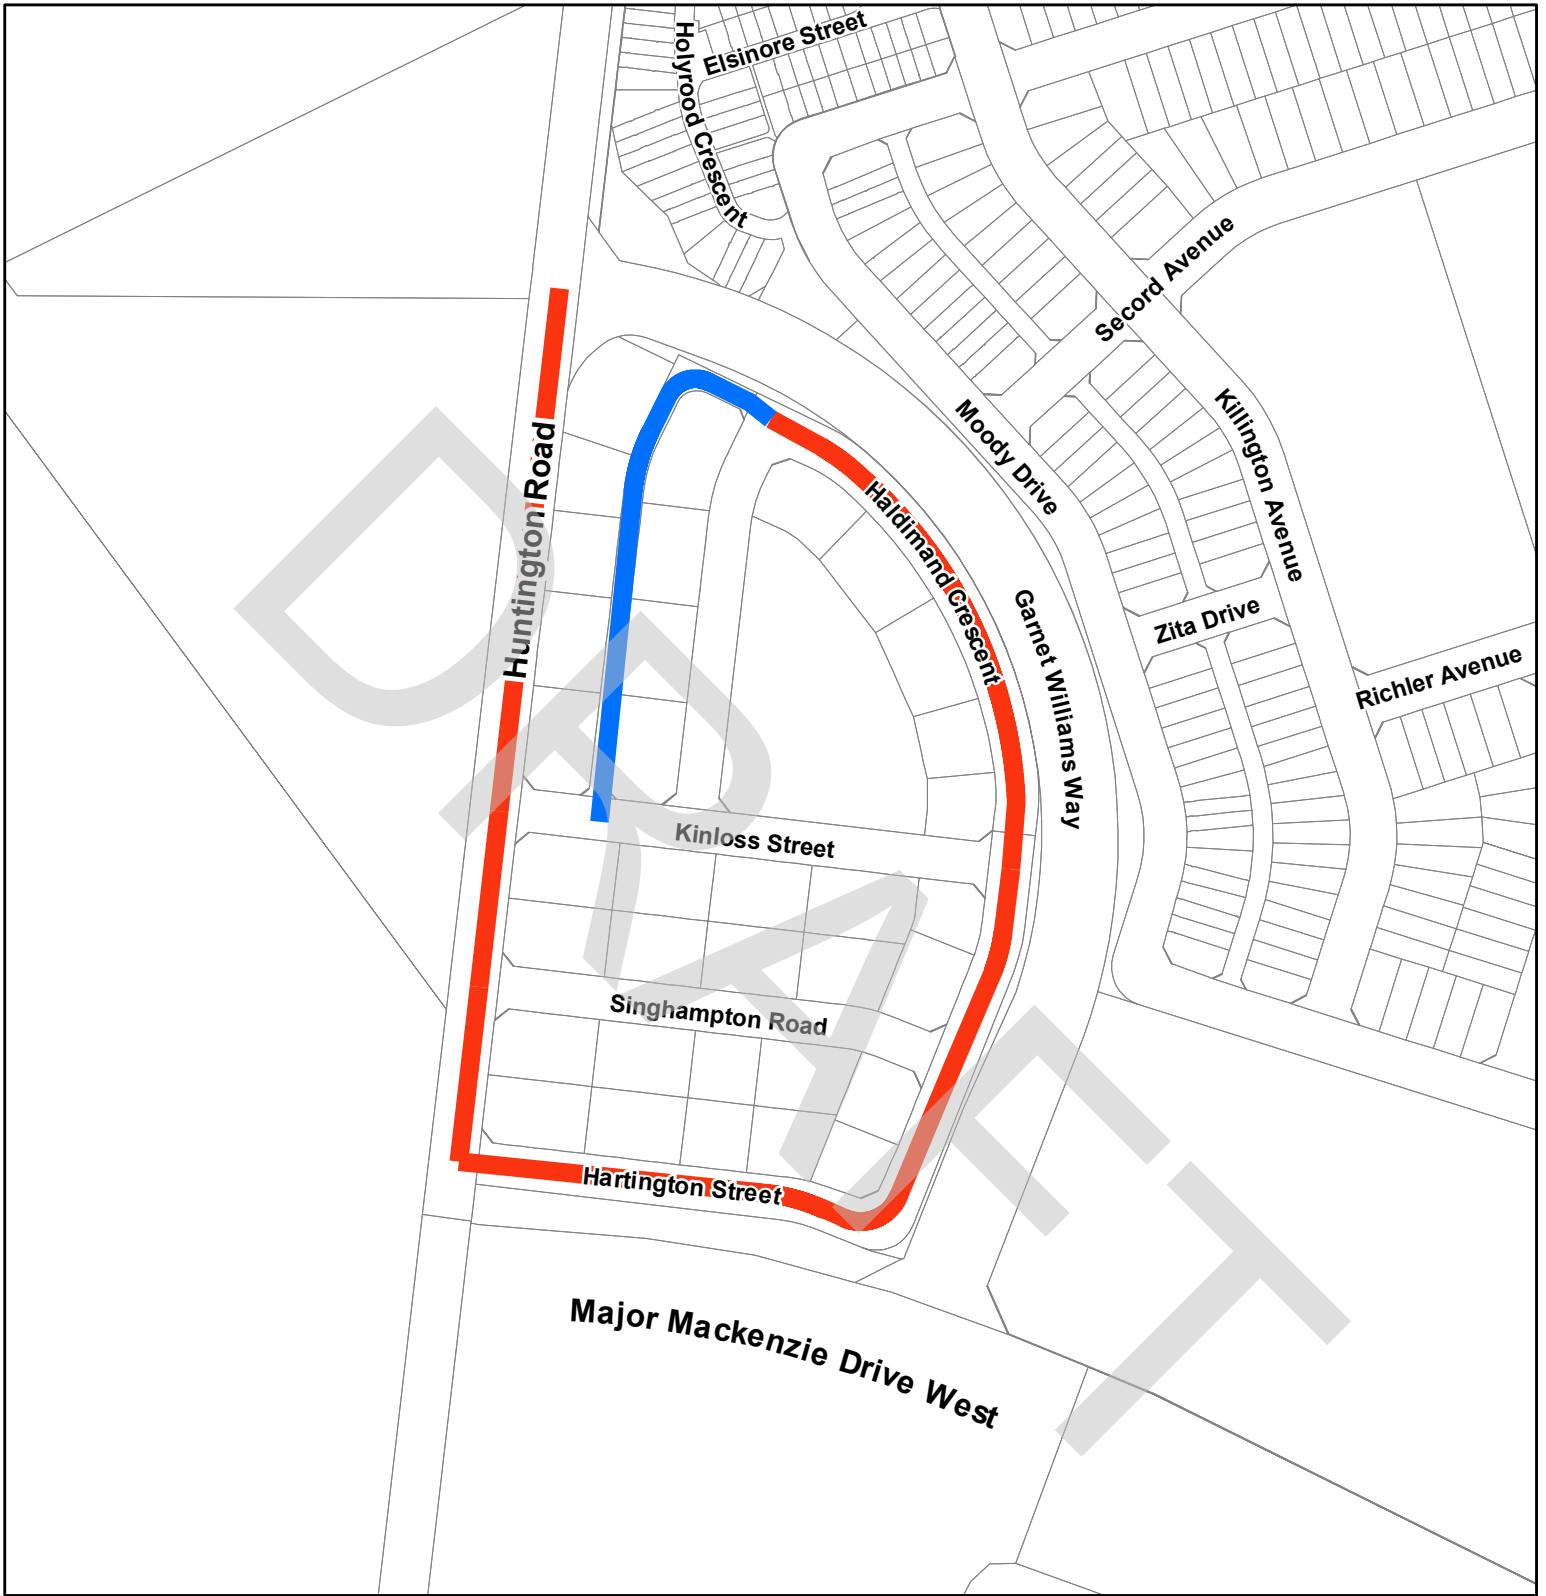 Elsinore Street
Holyrood Crescent
Secord Avenue
Moody Drive
Killington Avenue
Huntington Road
Haldimand Crescent
Garnet Williams Way
Zita Drive
Richler Avenue
Kinloss Street
Singhampton Road
Hartington Street
Major Mackenzie Drive West
DRAFT